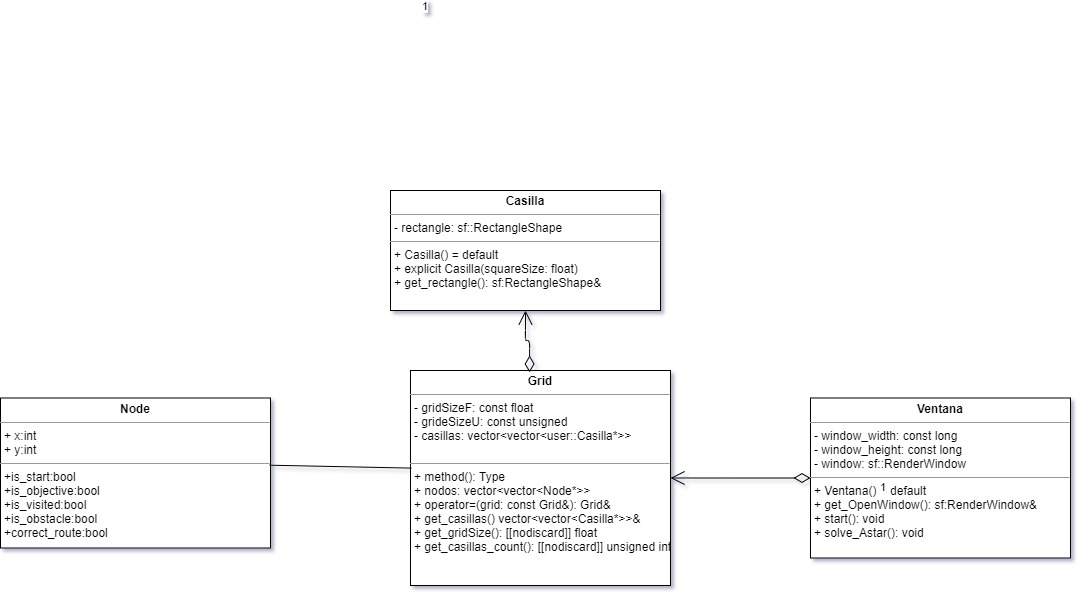 1
Casilla
- rectangle: sf::RectangleShape
+ Casilla() = default
+ explicit Casilla(squareSize: float)
+ get_rectangle(): sf:RectangleShape&
Grid
- gridSizeF: const float
- grideSizeU: const unsigned
- casillas: vector<vector<user::Casilla*>>
+ method(): Type
+ nodos: vector<vector<Node*>>
+ operator=(grid: const Grid&): Grid&
+ get_casillas() vector<vector<Casilla*>>&
+ get_gridSize(): [[nodiscard]] float
+ get_casillas_count(): [[nodiscard]] unsigned int
Node
+ x:int
+ y:int
+is_start:bool
+is_objective:bool
+is_visited:bool
+is_obstacle:bool
+correct_route:bool
Ventana
- window_width: const long
- window_height: const long
- window: sf::RenderWindow
+ Ventana() 1 default
+ get_OpenWindow(): sf:RenderWindow&
+ start(): void
+ solve_Astar(): void